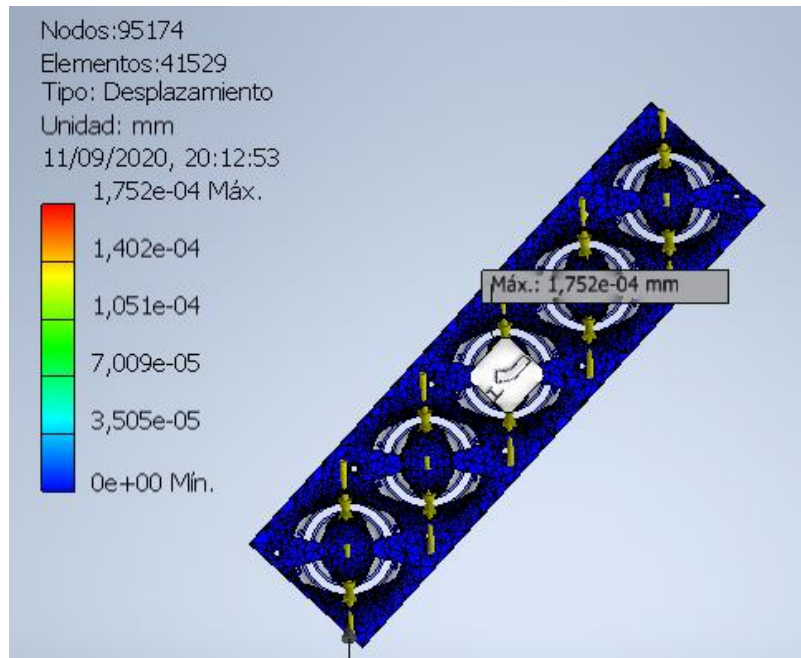 Nodos:95174
Elementos:41529
Tipo: Desplazamiento
Unidad: mm
11/09/2020, 20:12:53
1,752e-04 Máx.
1,402e-04
1,051e-04
7,009e-05
3,505e-05
0e+00 Mín.
Máx.: 1,752e-04 mm